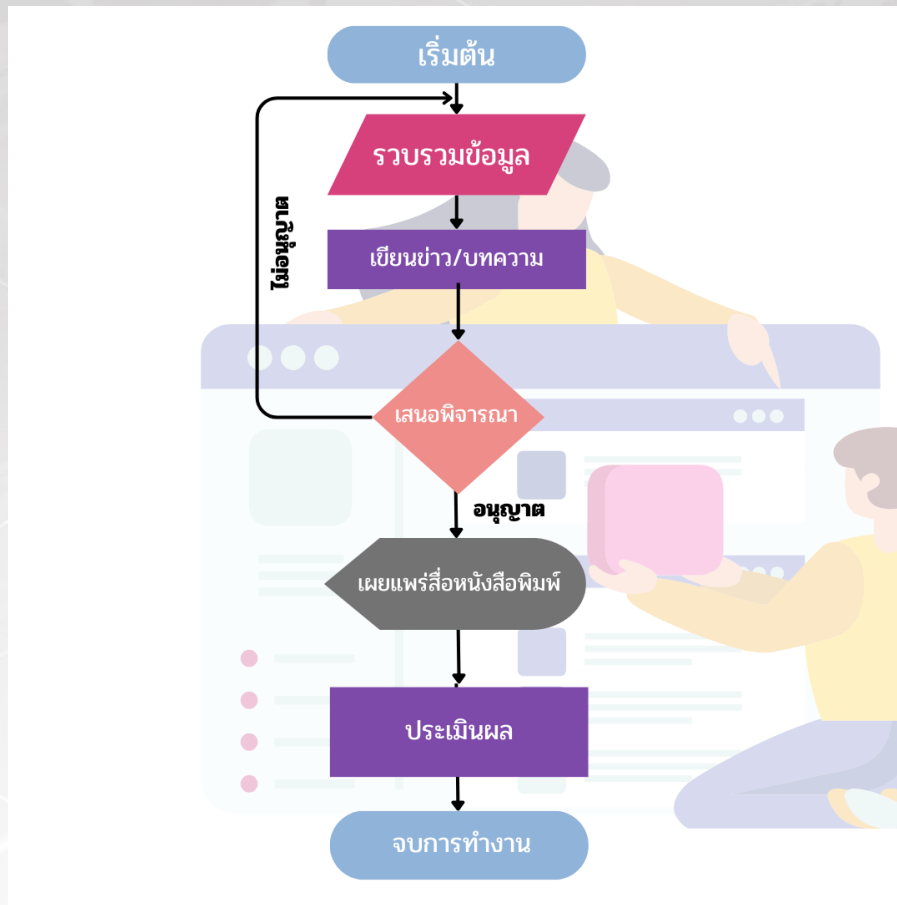 เริ่มต้น
รวบรวมข้อมูล
เขียนข่าว/บทความ
ไม่อนุญาต
เสนอพิจารณา
อนุญาต
เผยแพร่สื่อหนังสือพิมพ์
ประเมินผล
จบการทำงาน